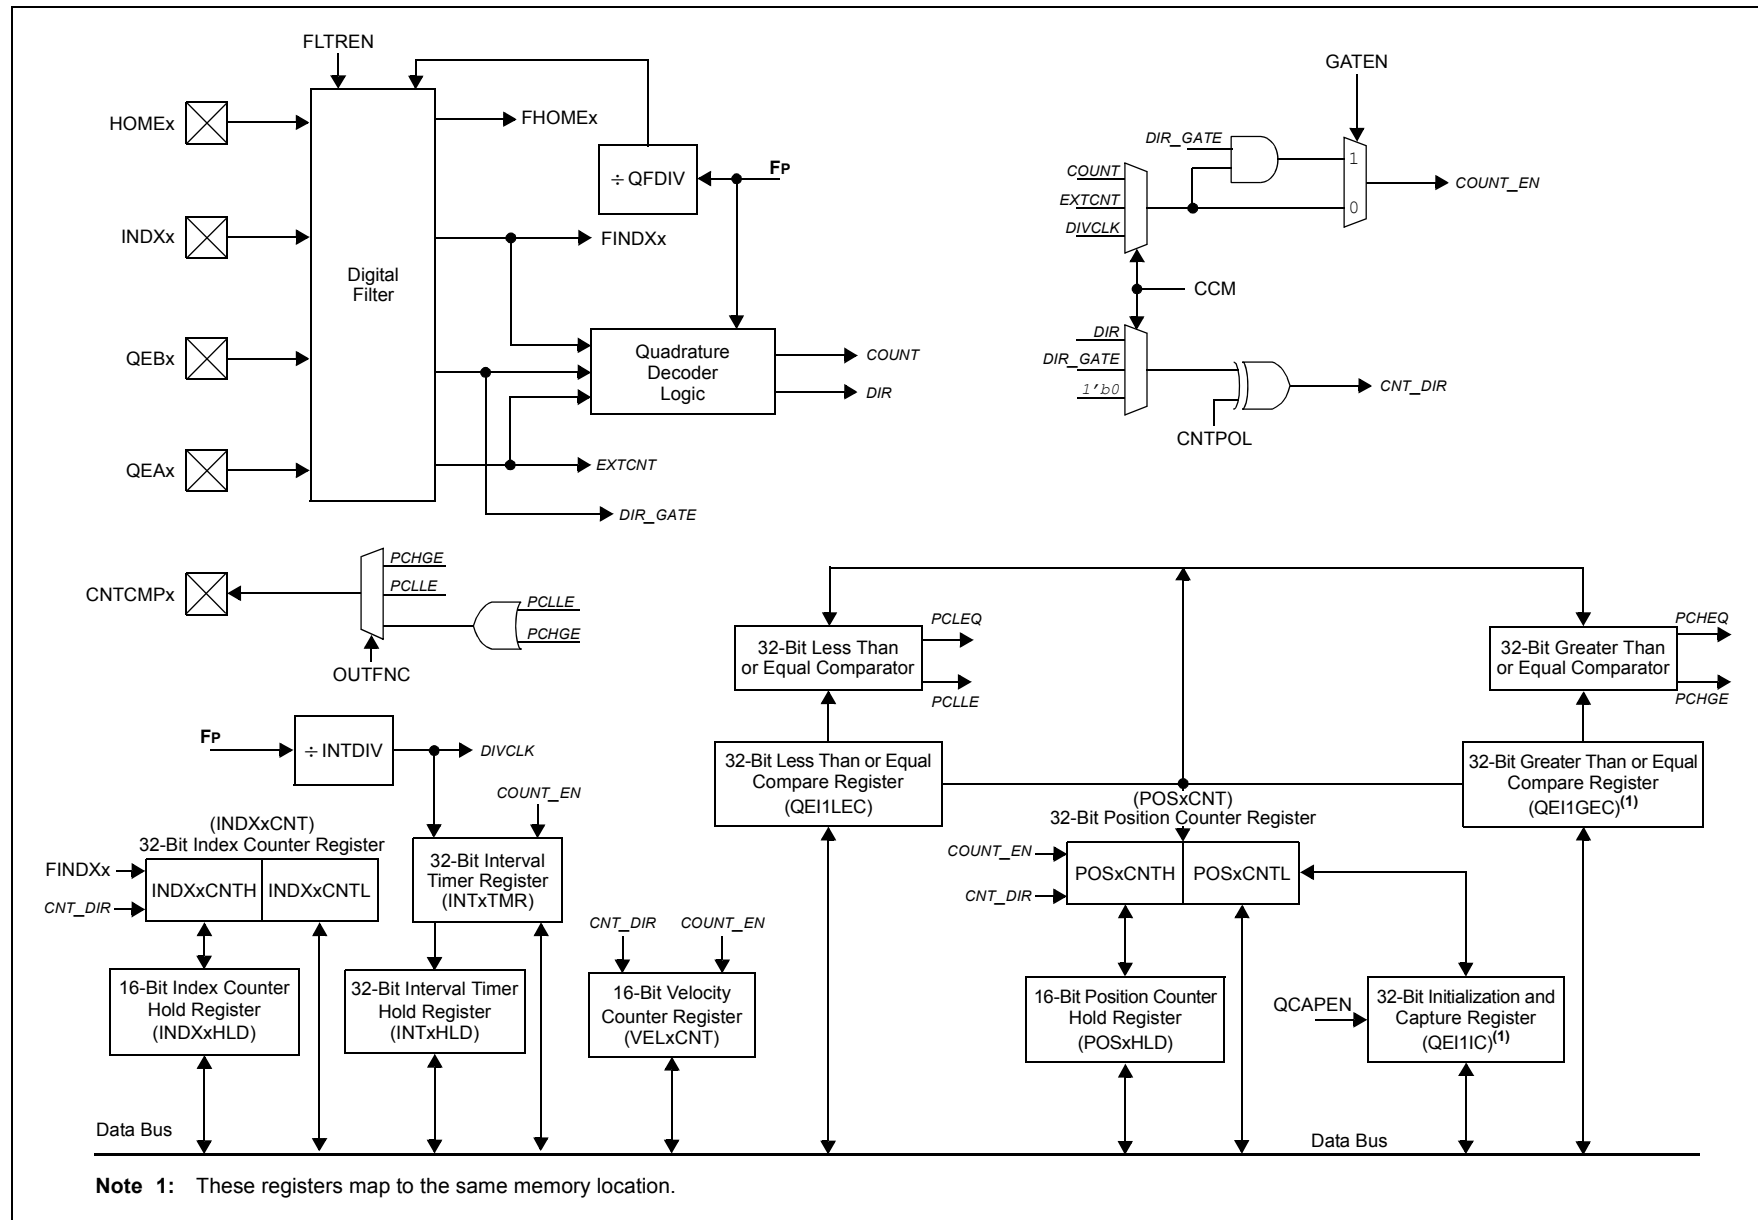 FLTREN
HOMEx
FHOMEx
÷ QFDIV
FP
INDXx
FINDXx
Digital
Filter
QEBx
Quadrature
Decoder
Logic
COUNT
DIR
QEAx
EXTCNT
DIR_GATE
GATEN
DIR_GATE
COUNT
EXTCNT
DIVCLK
1
0
COUNT_EN
CCM
DIR
DIR_GATE
1'b0
CNT_DIR
CNTPOL
CNTCMPx
PCHGE
PCLLE
PCLLE
PCHGE
OUTFNC
32-Bit Less Than
or Equal Comparator
PCLEQ
PCLLE
32-Bit Greater Than
or Equal Comparator
PCHEQ
PCHGE
FP
÷ INTDIV
DIVCLK
COUNT_EN
32-Bit Less Than or Equal
Compare Register
(QEI1LEC)
32-Bit Greater Than or Equal
Compare Register
(QEI1GEC)(1)
(INDXxCNT)
32-Bit Index Counter Register
FINDXx
CNT_DIR
INDXxCNTH
INDXxCNTL
32-Bit Interval
Timer Register
(INTxTMR)
(POSxCNT)
32-Bit Position Counter Register
COUNT_EN
CNT_DIR
POSxCNTH
POSxCNTL
CNT_DIR
COUNT_EN
16-Bit Index Counter
Hold Register
(INDXxHLD)
32-Bit Interval Timer
Hold Register
(INTxHLD)
16-Bit Velocity
Counter Register
(VELxCNT)
16-Bit Position Counter
Hold Register
(POSxHLD)
QCAPEN
32-Bit Initialization and
Capture Register
(QEI1IC)(1)
Data Bus
Data Bus
Note 1: These registers map to the same memory location.